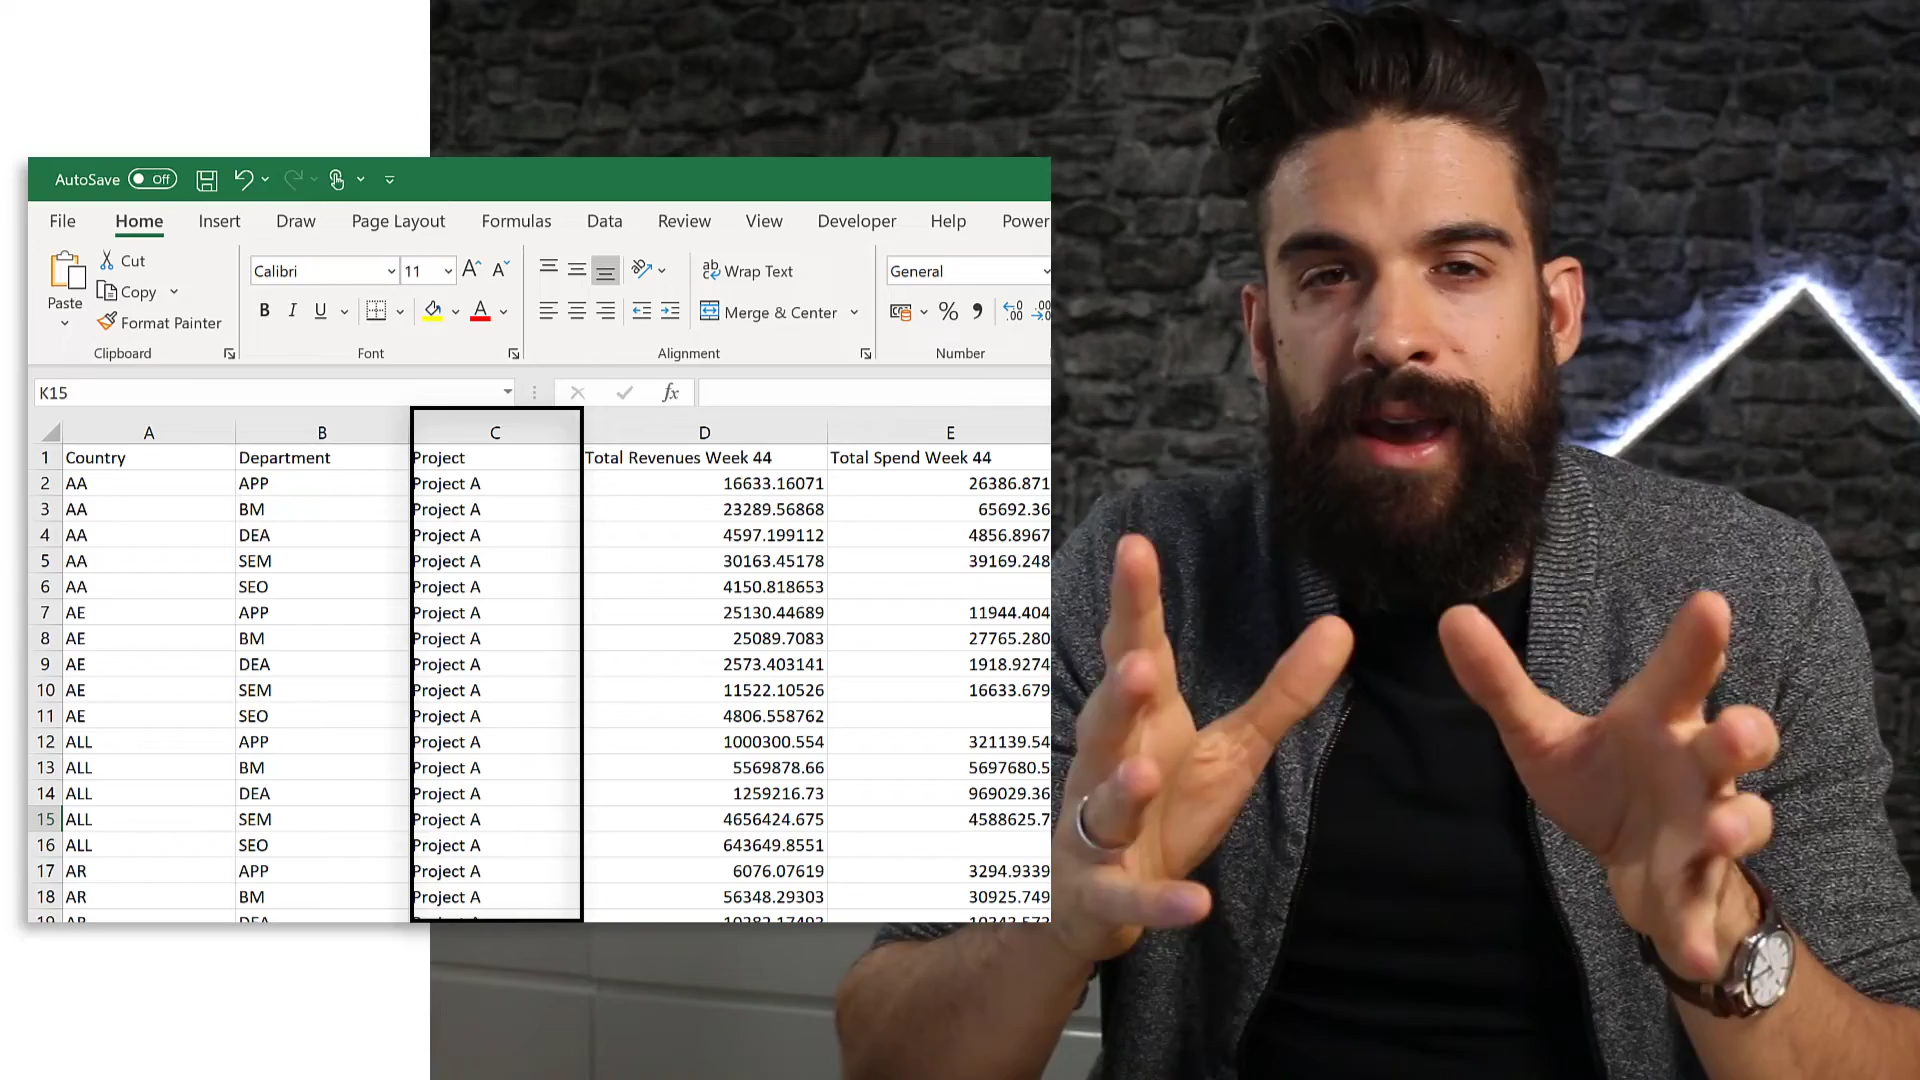 AutoSave Off
File Home Insert Draw Page Layout Formulas Data Review View Developer Help Power
Paste
Cut
Copy
Format Painter
Clipboard
Calibri 11
B I U
Font
ab Wrap Text
Merge & Center
Alignment
General
% ,
Number
K15 fx
A B C D E
1 Country Department Project Total Revenues Week 44 Total Spend Week 44
2 AA APP Project A 16633.16071 26386.871
3 AA BM Project A 23289.56868 65692.36
4 AA DEA Project A 4597.199112 4856.8967
5 AA SEM Project A 30163.45178 39169.248
6 AA SEO Project A 4150.818653
7 AE APP Project A 25130.44689 11944.404
8 AE BM Project A 25089.7083 27765.280
9 AE DEA Project A 2573.403141 1918.9274
10 AE SEM Project A 11522.10526 16633.679
11 AE SEO Project A 4806.558762
12 ALL APP Project A 1000300.554 321139.54
13 ALL BM Project A 5569878.66 5697680.5
14 ALL DEA Project A 1259216.73 969029.36
15 ALL SEM Project A 4656424.675 4588625.7
16 ALL SEO Project A 643649.8551
17 AR APP Project A 6076.07619 3294.9339
18 AR BM Project A 56348.29303 30925.749